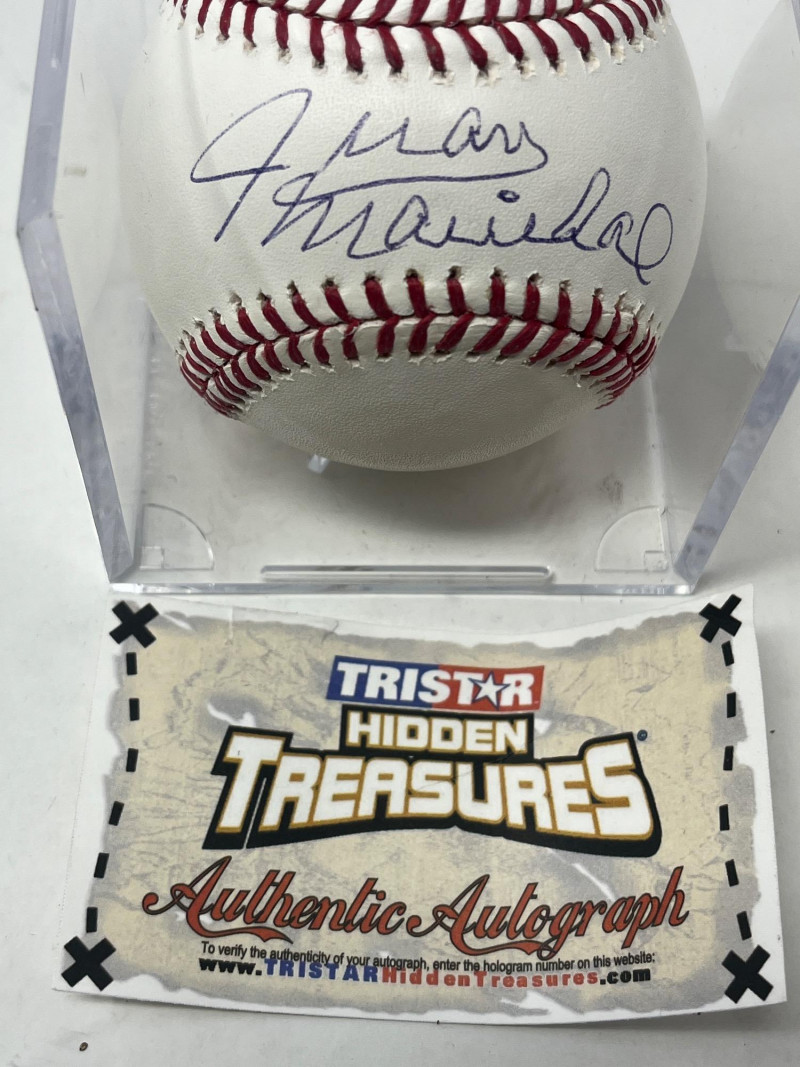 Juan
Marichal
TRISTAR
HIDDEN
TREASURES
Authentic Autograph
To verify the authenticity of your autograph, enter the hologram number on this website:
www.TRISTARHiddenTreasures.com